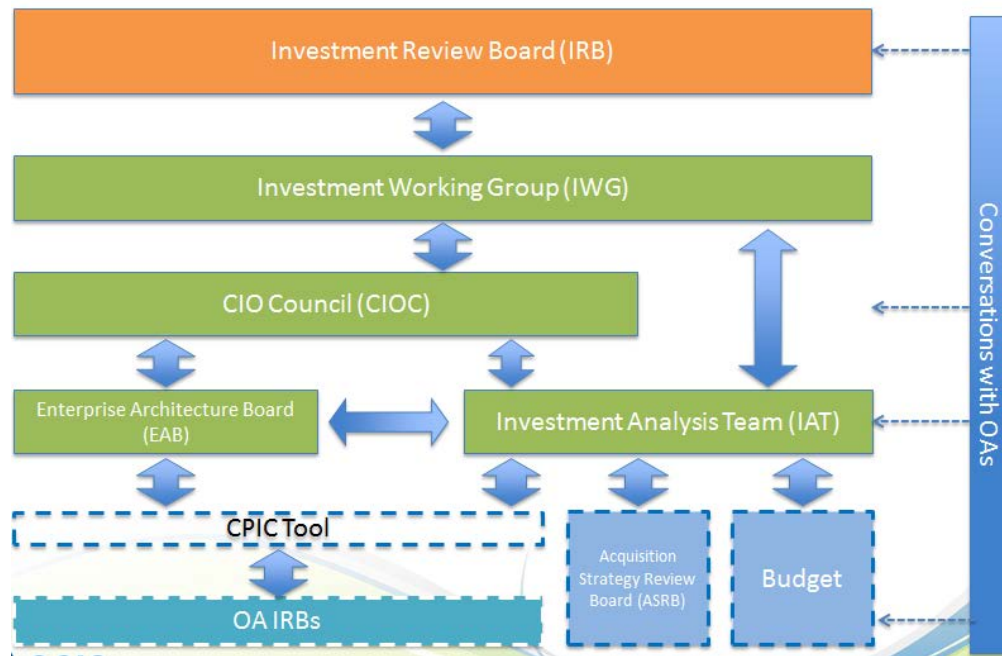 Investment Review Board (IRB)
Investment Working Group (IWG)
CIO Council (CIOC)
Enterprise Architecture Board
(EAB)
Investment Analysis Team (IAT)
CPIC Tool
Acquisition
Strategy Review
Board (ASRB)
Budget
OA IRBs
Conversations with OAs